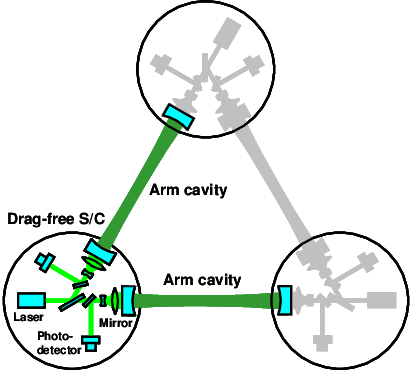 Arm cavity
Drag-free S/C
Arm cavity
Laser
Mirror
Photo-
detector